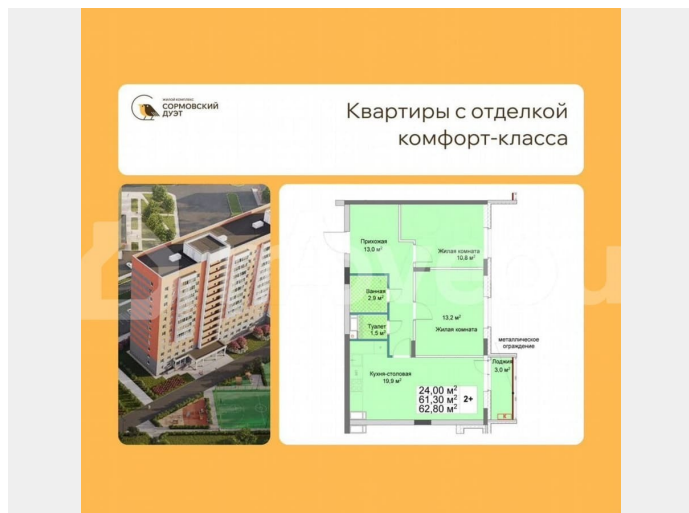 ЖИЛОЙ КОМПЛЕКС
СОРМОВСКИЙ
ДУЭТ
Квартиры с отделкой
комфорт-класса
Прихожая
13,0 м²
Жилая комната
10,8 м²
Ванная
2.9 м²
13.2 м²
Жилая комната
Туалет
1.5 м²
металлическое
ограждение
Лоджия
3,0 м²
Кухня-столовая
19,9 м²
24,00 м²
61,30 м² 2+
62,80 м²